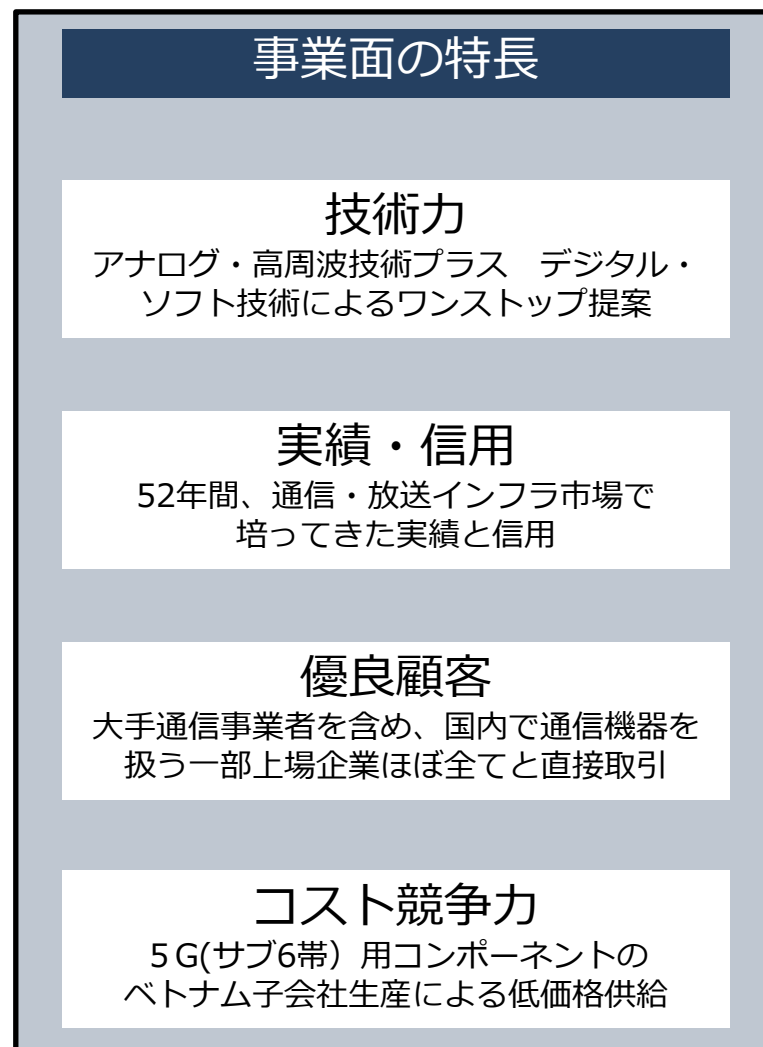 事業面の特長
技術力
アナログ・高周波技術プラス　デジタル・
ソフト技術によるワンストップ提案
実績・信用
52年間、通信・放送インフラ市場で
培ってきた実績と信用
優良顧客
大手通信事業者を含め、国内で通信機器を
扱う一部上場企業ほぼ全てと直接取引
コスト競争力
５G(サブ6帯）用コンポーネントの
ベトナム子会社生産による低価格供給